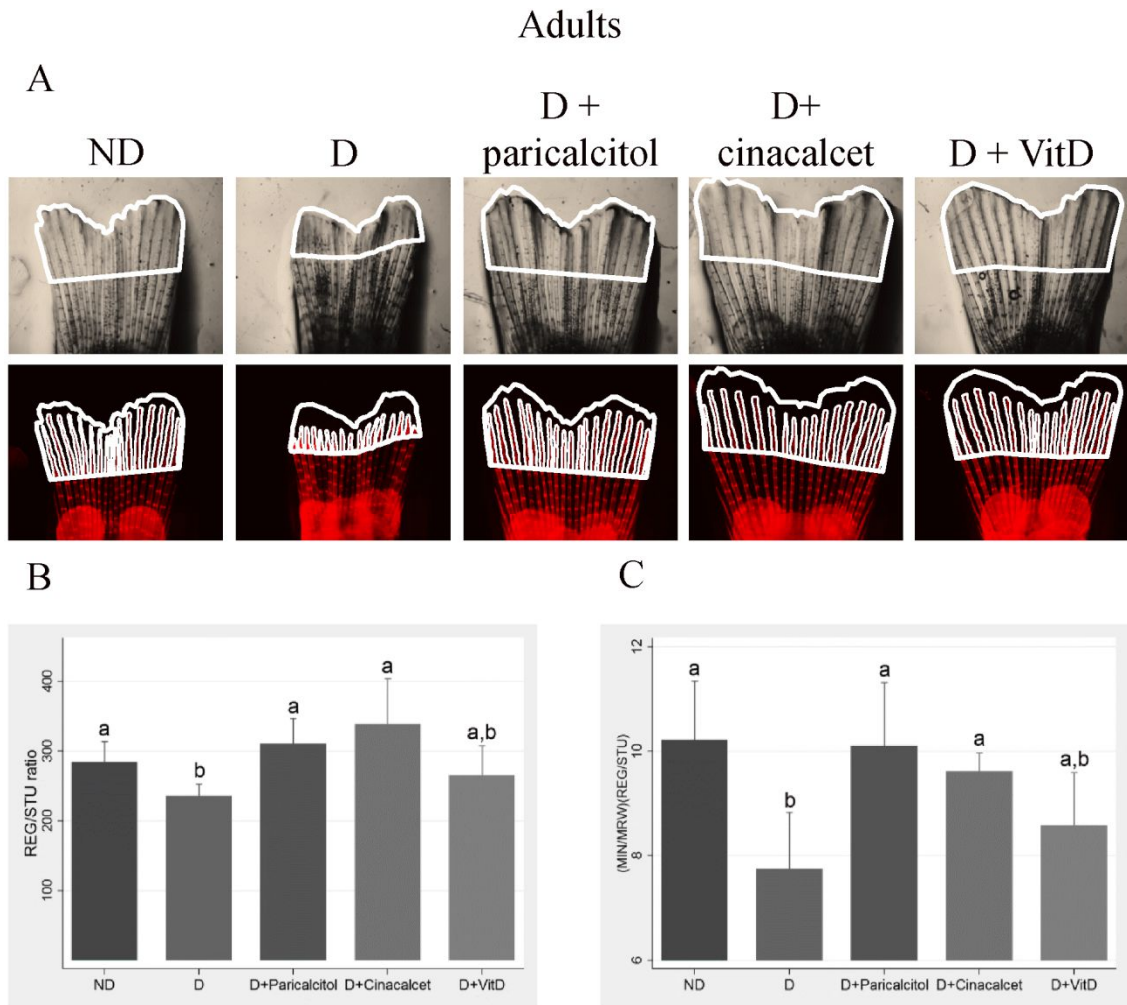 Adults
A
ND
D
D +
paricalcitol
D+
cinacalcet
D + VitD
B
C
REG/STU ratio
400
300
200
100
a
b
a
a
a,b
ND
D
D+Paricalcitol
D+Cinacalcet
D+VitD
(MIN/MRW)(REG/STU)
12
10
8
6
a
b
a
a
a,b
ND
D
D+Paricalcitol
D+Cinacalcet
D+VitD